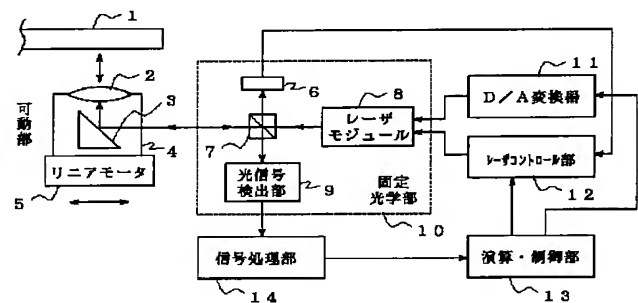 1
2
3
可動部
4
リニアモータ
5
6
7
8
レーザ
モジュール
光信号
検出部
9
固定
光学部
10
11
D/A変換器
レーザコントロール部
12
信号処理部
14
演算・制御部
13